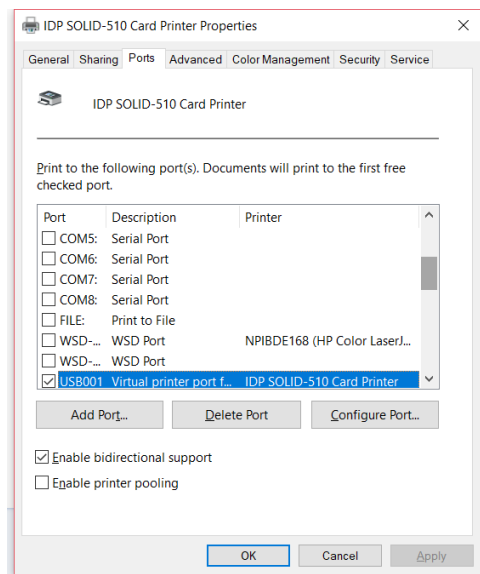 IDP SOLID-510 Card Printer Properties
General Sharing Ports Advanced Color Management Security Service
IDP SOLID-510 Card Printer
Print to the following port(s). Documents will print to the first free
checked port.
Port Description Printer
COM5: Serial Port
COM6: Serial Port
COM7: Serial Port
COM8: Serial Port
FILE: Print to File
WSD-... WSD Port NPIBDE168 (HP Color LaserJ...
WSD-... WSD Port
USB001 Virtual printer port f... IDP SOLID-510 Card Printer
Add Port... Delete Port Configure Port...
Enable bidirectional support
Enable printer pooling
OK Cancel Apply